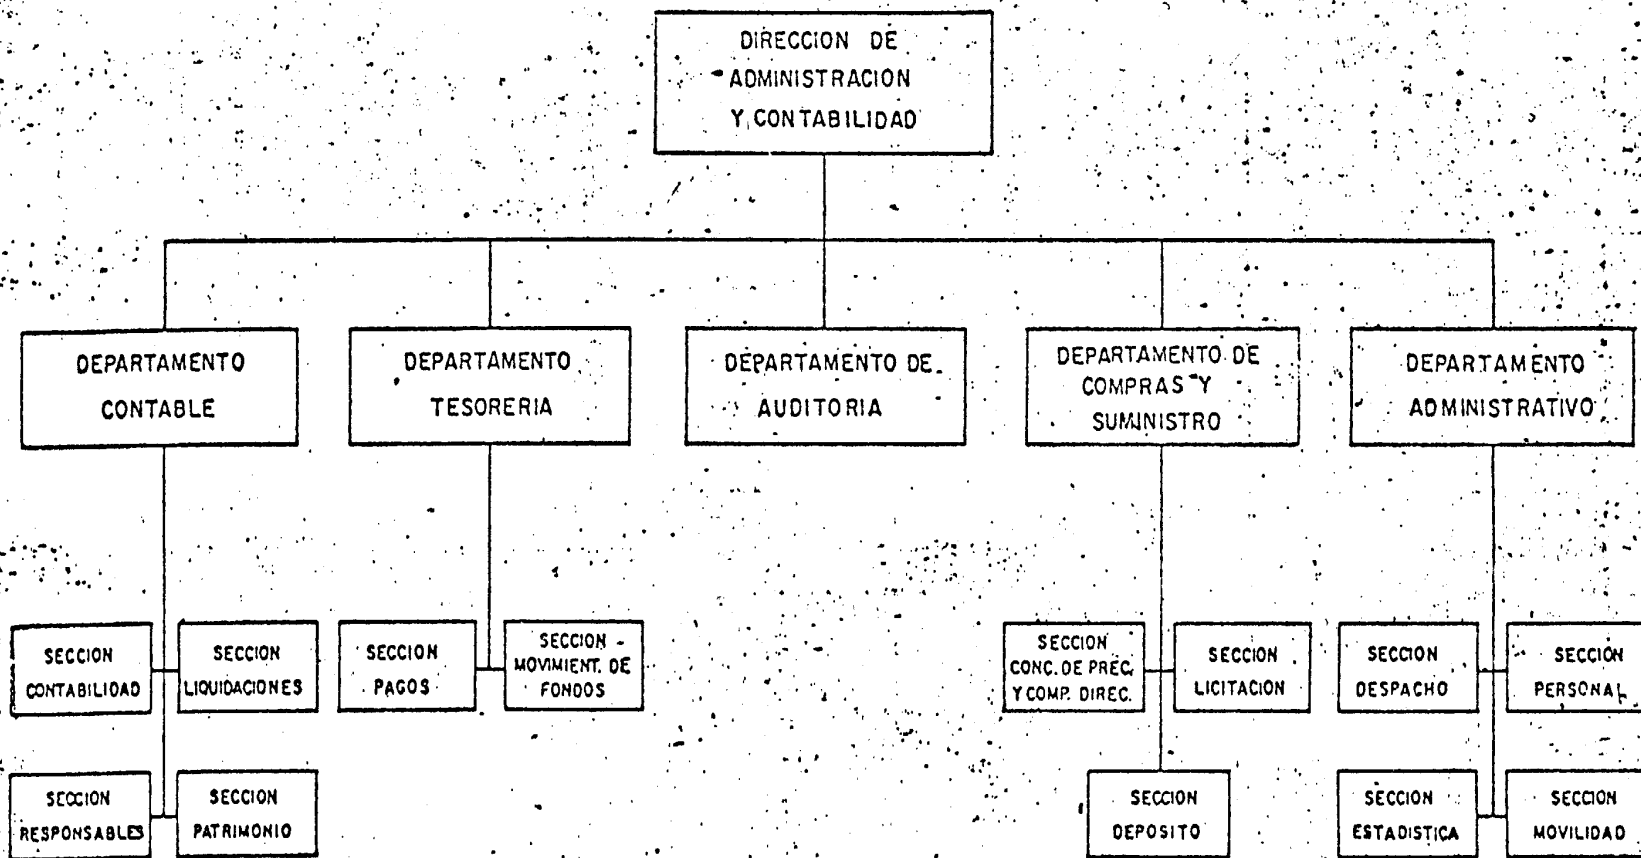 DIRECCION DE
ADMINISTRACION
Y CONTABILIDAD
DEPARTAMENTO
CONTABLE
DEPARTAMENTO
TESORERIA
DEPARTAMENTO DE
AUDITORIA
DEPARTAMENTO DE
COMPRAS Y
SUMINISTRO
DEPARTAMENTO
ADMINISTRATIVO
SECCION
CONTABILIDAD
SECCION
LIQUIDACIONES
SECCION
PAGOS
SECCION
MOVIMIENT. DE
FONDOS
SECCION
CONC. DE PREC.
Y COMP. DIREC.
SECCION
LICITACION
SECCION
DESPACHO
SECCION
PERSONAL
SECCION
RESPONSABLES
SECCION
PATRIMONIO
SECCION
DEPOSITO
SECCION
ESTADISTICA
SECCION
MOVILIDAD